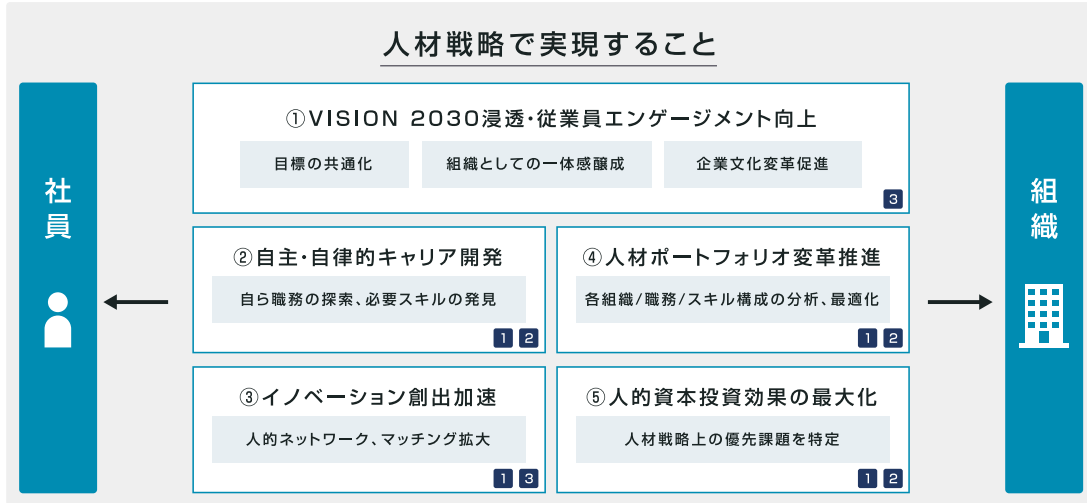 人材戦略で実現すること
社員
①VISION 2030浸透・従業員エンゲージメント向上
目標の共通化
組織としての一体感醸成
企業文化変革促進
3
②自主・自律的キャリア開発
自ら職務の探索、必要スキルの発見
1 2
④人材ポートフォリオ変革推進
各組織/職務/スキル構成の分析、最適化
1 2
③イノベーション創出加速
人的ネットワーク、マッチング拡大
1 3
⑤人的資本投資効果の最大化
人材戦略上の優先課題を特定
1 2
組織